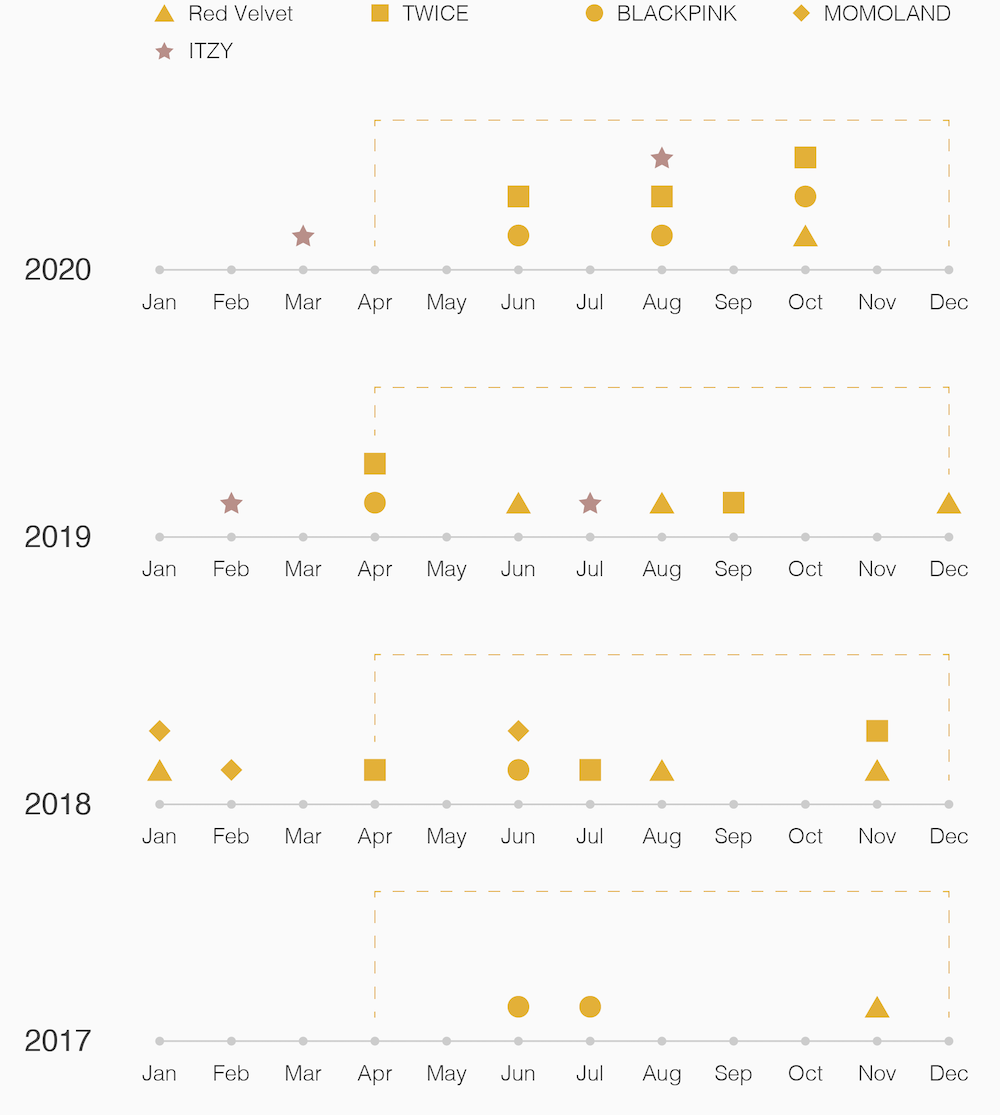 Red Velvet TWICE BLACKPINK MOMOLAND
ITZY
2020
Jan Feb Mar Apr May Jun Jul Aug Sep Oct Nov Dec
2019
Jan Feb Mar Apr May Jun Jul Aug Sep Oct Nov Dec
2018
Jan Feb Mar Apr May Jun Jul Aug Sep Oct Nov Dec
2017
Jan Feb Mar Apr May Jun Jul Aug Sep Oct Nov Dec